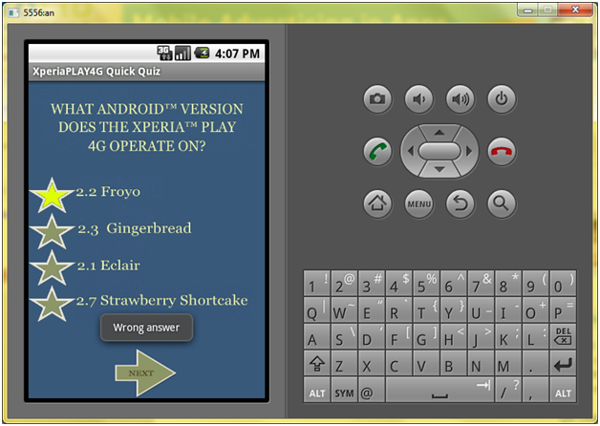 5556:an
3G
4:07 PM
XperiaPLAY4G Quick Quiz
WHAT ANDROID™ VERSION
DOES THE XPERIA™ PLAY
4G OPERATE ON?
2.2 Froyo
2.3 Gingerbread
2.1 Eclair
2.7 Strawberry Shortcake
Wrong answer
NEXT
MENU
1 ! 2 @ 3 # 4 $ 5 % 6 ^ 7 & 8 * 9 ( 0 )
Q | W ~ E " R ` T { Y } U _ I - O + P =
A S \ D ' F [ G ] H < J > K ; L : DEL
Z X C V B N M .
ALT SYM @ / ? , ALT